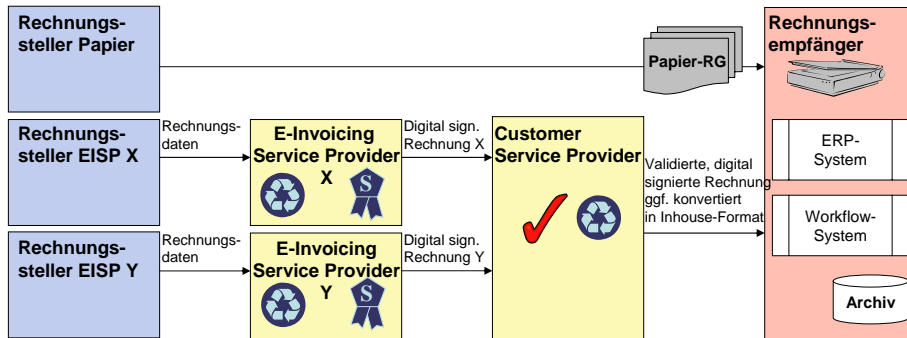 Rechnungs-
steller Papier
Papier-RG
Rechnungs-
empfänger
Rechnungs-
steller EISP X
Rechnungs-
daten
E-Invoicing
Service Provider
X
S
Digital sign.
Rechnung X
Customer
Service Provider
Validierte, digital
signierte Rechnung
ggf. konvertiert
in Inhouse-Format
ERP-
System
Workflow-
System
Archiv
Rechnungs-
steller EISP Y
Rechnungs-
daten
E-Invoicing
Service Provider
Y
S
Digital sign.
Rechnung Y